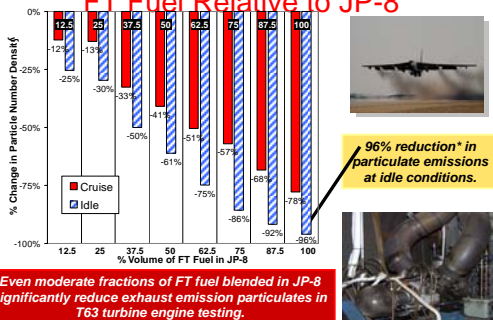 FT Fuel Relative to JP-8
0%
-25%
-50%
-75%
-100%
% Change in Particle Number Density
12.5 25 37.5 50 62.5 75 87.5 100
-12% -13% -33% -41% -51% -57% -68% -78%
-25% -30% -50% -61% -75% -86% -92% -96%
Cruise
Idle
12.5 25 37.5 50 62.5 75 87.5 100
% Volume of FT Fuel in JP-8
96% reduction* in
particulate emissions
at idle conditions.
Even moderate fractions of FT fuel blended in JP-8
ignificantly reduce exhaust emission particulates in
T63 turbine engine testing.